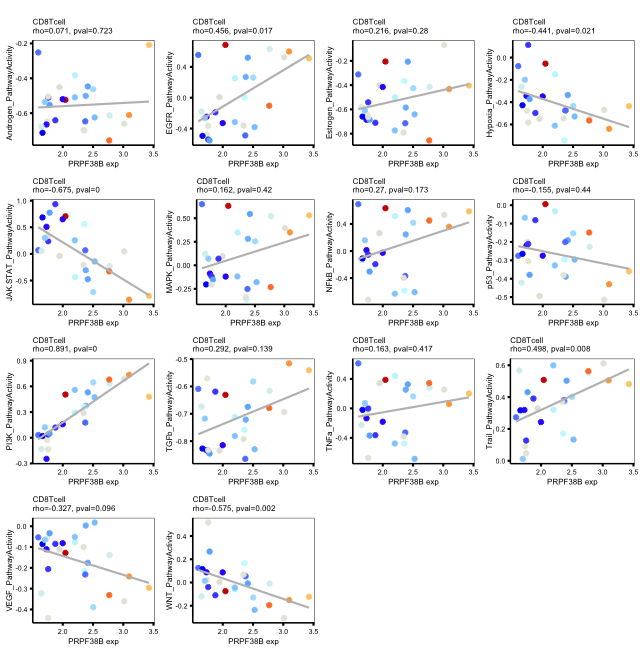 CD8Tcell
rho=0.071, pval=0.723
Androgen_PathwayActivity
-0.2
-0.4
-0.6
2.0 2.5 3.0 3.5
PRPF38B exp
CD8Tcell
rho=0.456, pval=0.017
EGFR_PathwayActivity
0.4
0.0
-0.4
2.0 2.5 3.0 3.5
PRPF38B exp
CD8Tcell
rho=0.216, pval=0.28
Estrogen_PathwayActivity
-0.2
-0.4
-0.6
-0.8
2.0 2.5 3.0 3.5
PRPF38B exp
CD8Tcell
rho=-0.441, pval=0.021
Hypoxia_PathwayActivity
0.0
-0.2
-0.4
-0.6
2.0 2.5 3.0 3.5
PRPF38B exp
CD8Tcell
rho=-0.675, pval=0
JAK.STAT_PathwayActivity
1.0
0.5
0.0
-0.5
2.0 2.5 3.0 3.5
PRPF38B exp
CD8Tcell
rho=0.162, pval=0.42
MAPK_PathwayActivity
0.50
0.25
0.00
-0.25
2.0 2.5 3.0 3.5
PRPF38B exp
CD8Tcell
rho=0.27, pval=0.173
NFkB_PathwayActivity
0.4
0.0
-0.4
2.0 2.5 3.0 3.5
PRPF38B exp
CD8Tcell
rho=-0.155, pval=0.44
p53_PathwayActivity
0.0
-0.1
-0.2
-0.3
-0.4
-0.5
2.0 2.5 3.0 3.5
PRPF38B exp
CD8Tcell
rho=0.891, pval=0
PI3K_PathwayActivity
0.9
0.6
0.3
0.0
-0.3
2.0 2.5 3.0 3.5
PRPF38B exp
CD8Tcell
rho=0.292, pval=0.139
TGFb_PathwayActivity
-0.5
-0.6
-0.7
-0.8
2.0 2.5 3.0 3.5
PRPF38B exp
CD8Tcell
rho=0.163, pval=0.417
TNFa_PathwayActivity
0.4
0.0
-0.4
2.0 2.5 3.0 3.5
PRPF38B exp
CD8Tcell
rho=0.498, pval=0.008
Trail_PathwayActivity
0.6
0.4
0.2
0.0
2.0 2.5 3.0 3.5
PRPF38B exp
CD8Tcell
rho=-0.327, pval=0.096
VEGF_PathwayActivity
0.0
-0.1
-0.2
-0.3
-0.4
2.0 2.5 3.0 3.5
PRPF38B exp
CD8Tcell
rho=-0.575, pval=0.002
WNT_PathwayActivity
0.4
0.2
0.0
-0.2
2.0 2.5 3.0 3.5
PRPF38B exp